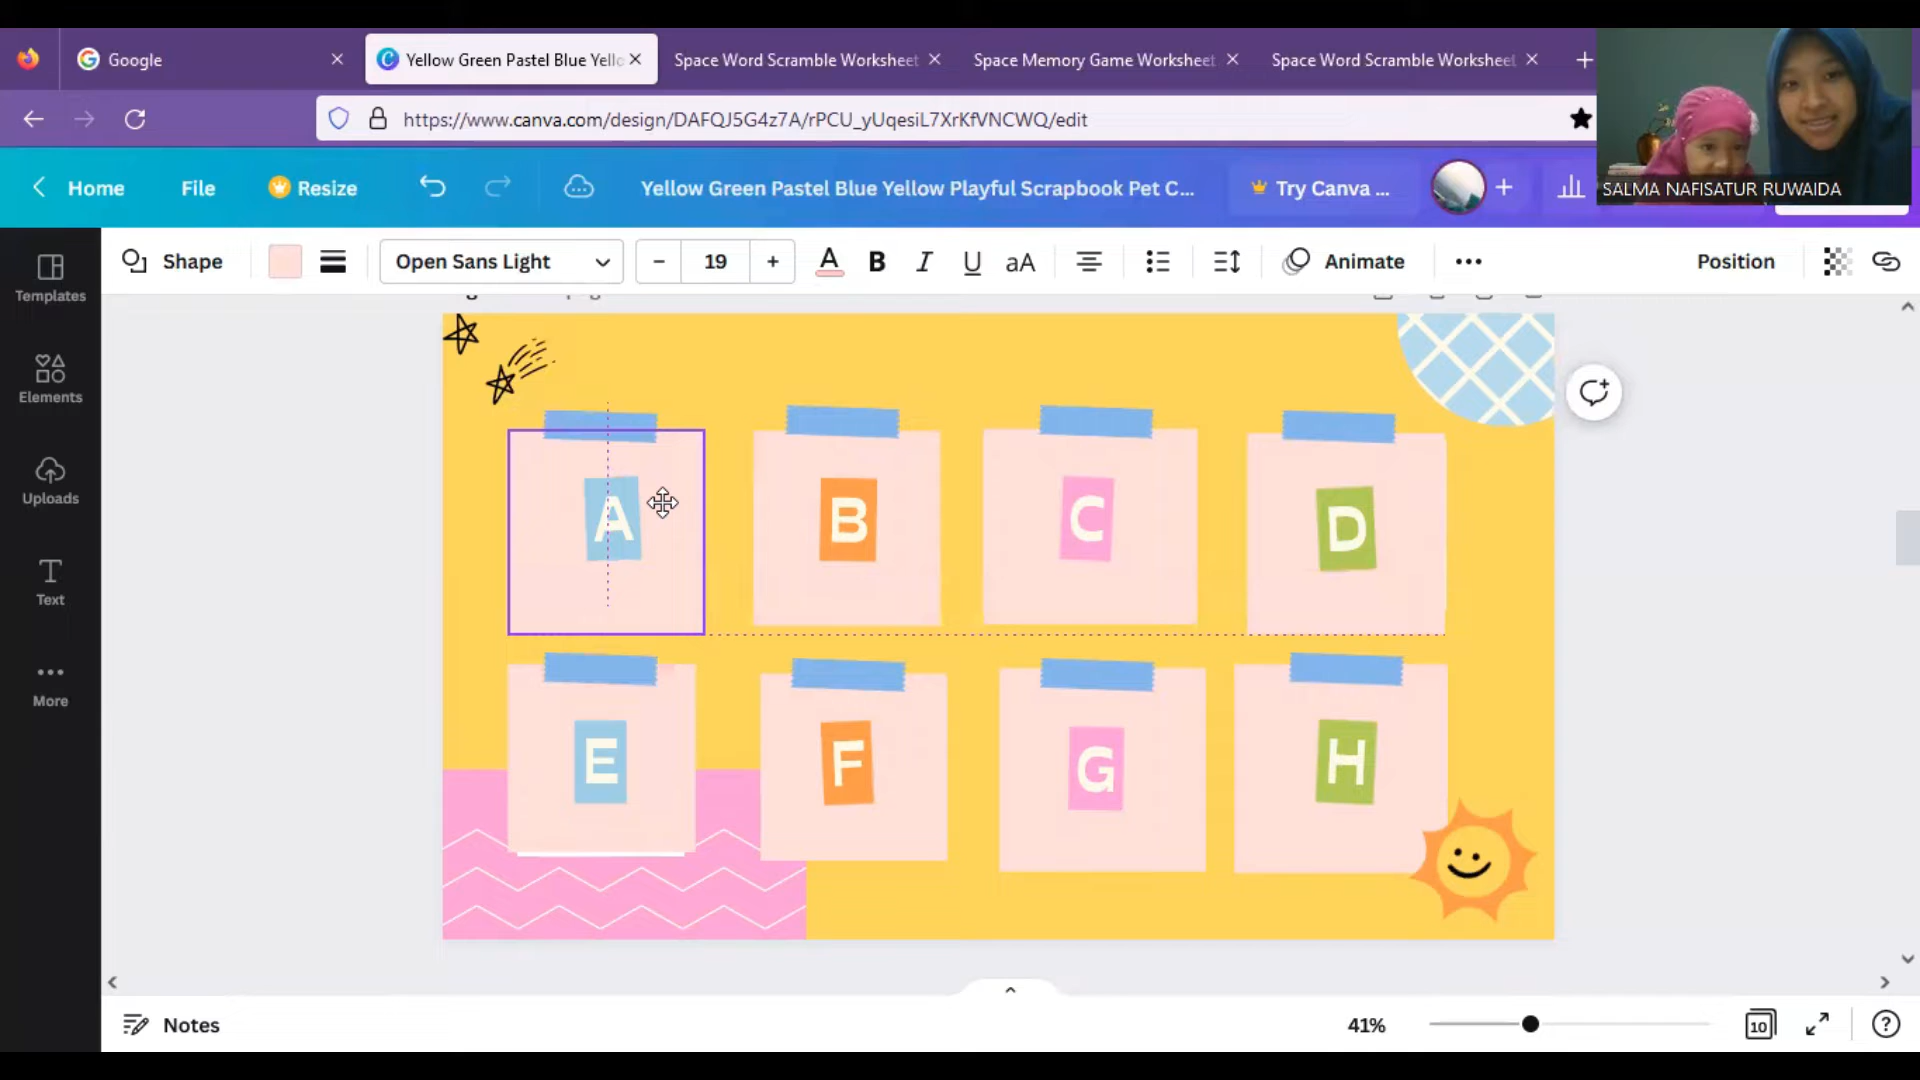 Google
Yellow Green Pastel Blue Yello
Space Word Scramble Worksheet
Space Memory Game Worksheet
Space Word Scramble Worksheet
https://www.canva.com/design/DAFQJ5G4z7A/rPCU_yUqesiL7XrKfVNCWQ/edit
SALMA NAFISATUR RUWAIDA
Home
File
Resize
Yellow Green Pastel Blue Yellow Playful Scrapbook Pet C...
Try Canva ...
Shape
Open Sans Light
19
A
B
I
U
aA
Animate
Position
Templates
Elements
Uploads
Text
More
A
B
C
D
E
F
G
H
Notes
41%
10